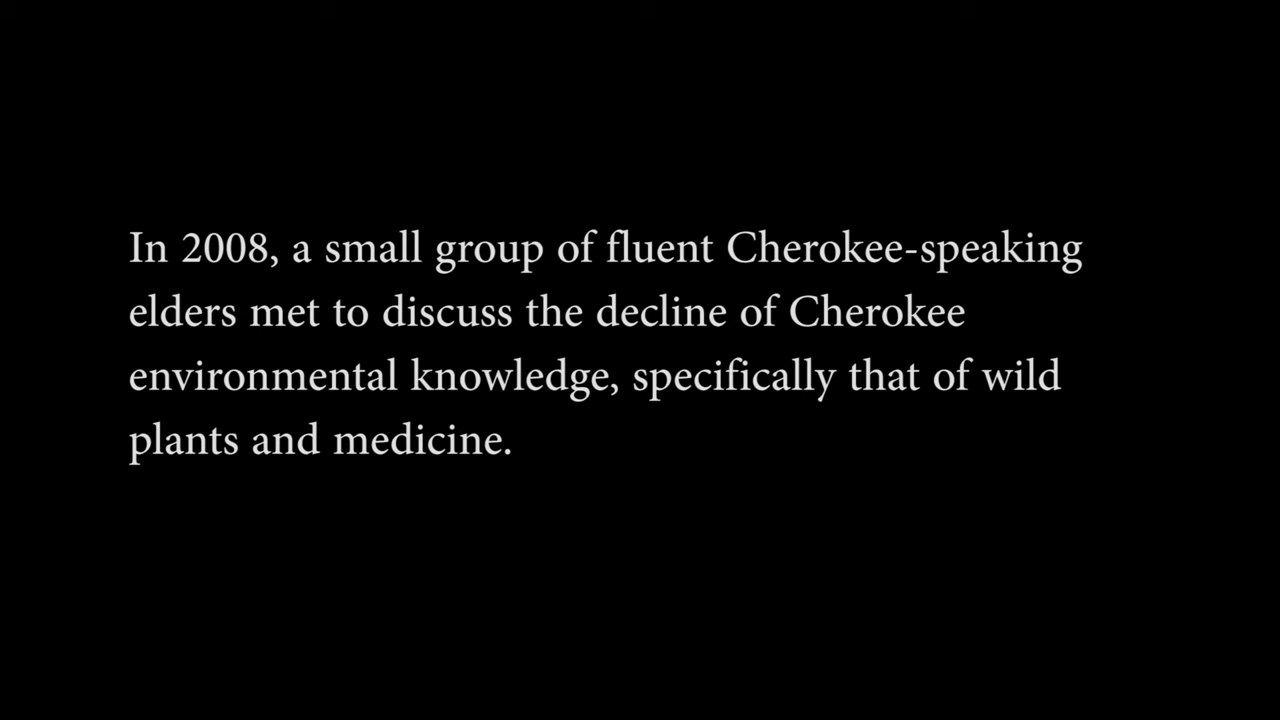 In 2008, a small group of fluent Cherokee-speaking
elders met to discuss the decline of Cherokee
environmental knowledge, specifically that of wild
plants and medicine.